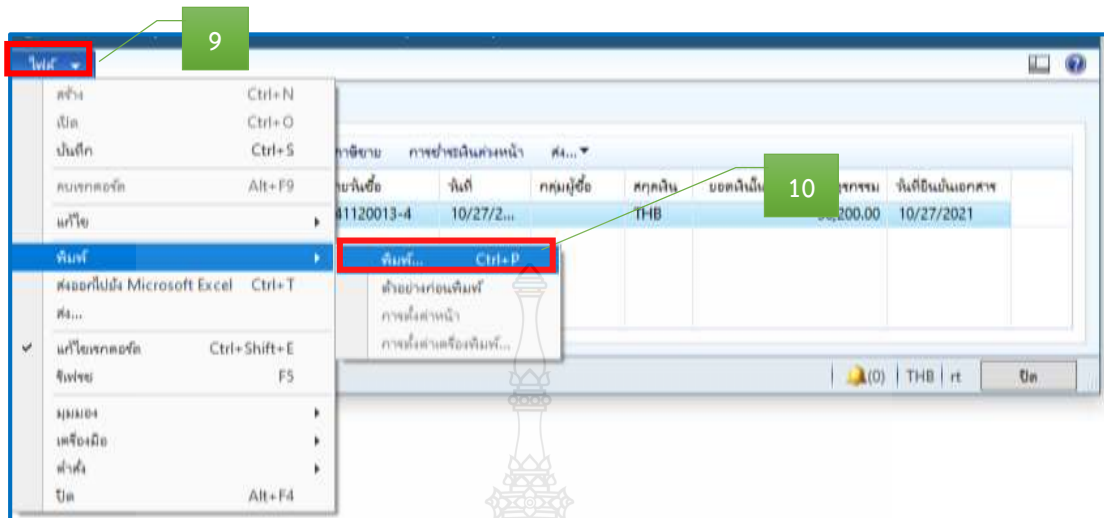 9
ไฟล์
สร้าง Ctrl+N
เปิด Ctrl+O
บันทึก Ctrl+S
ลบเรกคอร์ด Alt+F9
แก้ไข
พิมพ์
ส่งออกไปยัง Microsoft Excel Ctrl+T
ส่ง...
แก้ไขเรกคอร์ด Ctrl+Shift+E
รีเฟรช F5
มุมมอง
เครื่องมือ
คำสั่ง
ปิด Alt+F4
พิมพ์... Ctrl+P
ตัวอย่างก่อนพิมพ์
การตั้งค่าหน้า
การตั้งค่าเครื่องพิมพ์...
การชำระเงินล่วงหน้า ส่ง...
10
วันที่ กลุ่มผู้ซื้อ สกุลเงิน วันที่ยืนยันเอกสาร
41120013-4 10/27/2... THB 200.00 10/27/2021
(0) THB rt ปิด